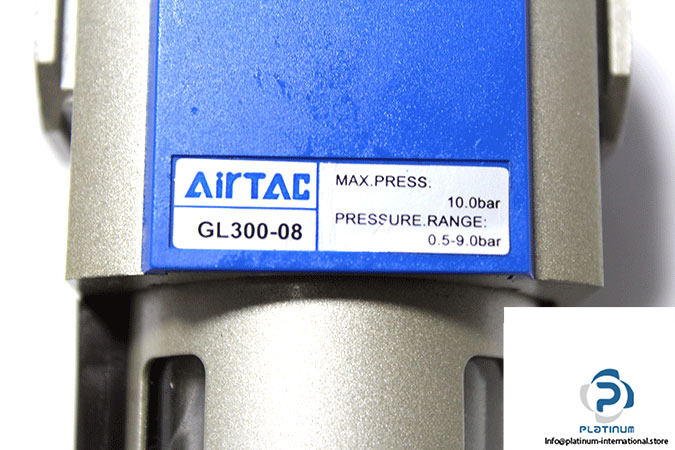 AirTAC
GL300-08
MAX.PRESS:
10.0bar
PRESSURE.RANGE:
0.5-9.0bar
PLATINUM
Info@platinum-international.store